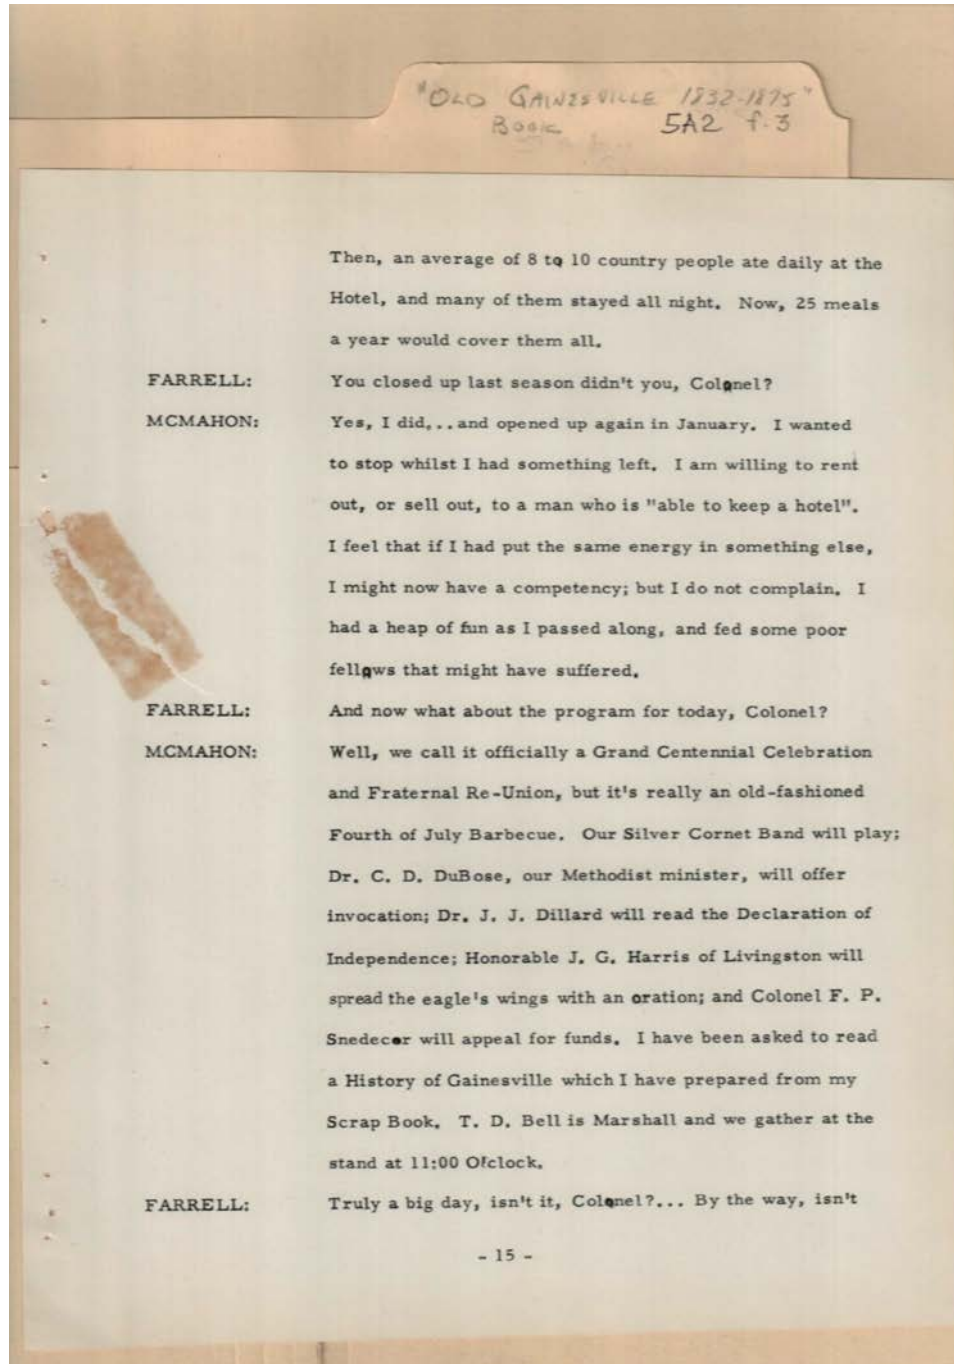 "OLD GAINESVILLE 1832-1875"
BOOK 5A2 f.3
Then, an average of 8 to 10 country people ate daily at the
Hotel, and many of them stayed all night. Now, 25 meals
a year would cover them all.
FARRELL: You closed up last season didn't you, Colonel?
MCMAHON: Yes, I did...and opened up again in January. I wanted
to stop whilst I had something left. I am willing to rent
out, or sell out, to a man who is "able to keep a hotel".
I feel that if I had put the same energy in something else,
I might now have a competency; but I do not complain. I
had a heap of fun as I passed along, and fed some poor
fellows that might have suffered.
FARRELL: And now what about the program for today, Colonel?
MCMAHON: Well, we call it officially a Grand Centennial Celebration
and Fraternal Re-Union, but it's really an old-fashioned
Fourth of July Barbecue. Our Silver Cornet Band will play;
Dr. C. D. DuBose, our Methodist minister, will offer
invocation; Dr. J. J. Dillard will read the Declaration of
Independence; Honorable J. G. Harris of Livingston will
spread the eagle's wings with an oration; and Colonel F. P.
Snedecor will appeal for funds. I have been asked to read
a History of Gainesville which I have prepared from my
Scrap Book. T. D. Bell is Marshall and we gather at the
stand at 11:00 O'clock.
FARRELL: Truly a big day, isn't it, Colonel?... By the way, isn't
- 15 -